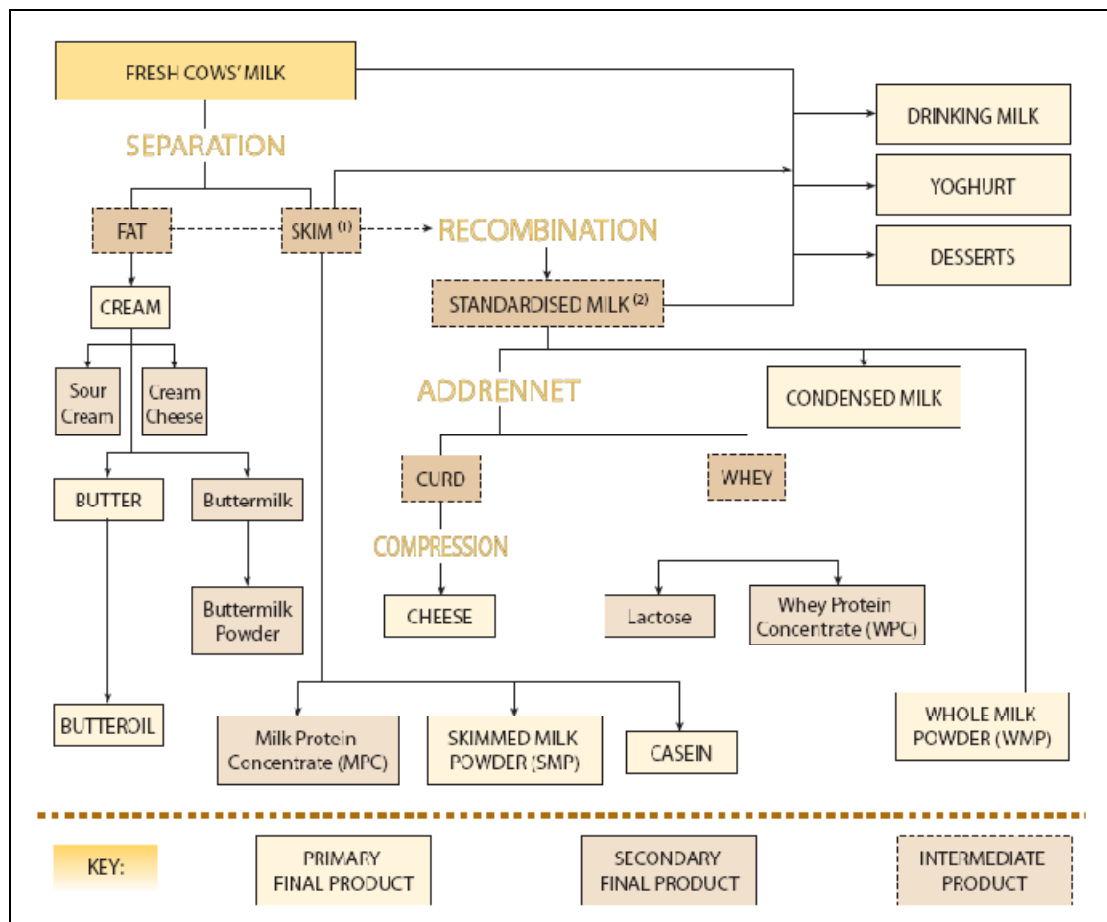 FRESH COWS' MILK
SEPARATION
DRINKING MILK
YOGHURT
DESSERTS
FAT
SKIM (1)
RECOMBINATION
STANDARDISED MILK (2)
CREAM
Sour
Cream
Cream
Cheese
ADDRENNET
CONDENSED MILK
CURD
WHEY
BUTTER
Buttermilk
COMPRESSION
Buttermilk
Powder
CHEESE
Lactose
Whey Protein
Concentrate (WPC)
BUTTEROIL
Milk Protein
Concentrate (MPC)
SKIMMED MILK
POWDER (SMP)
CASEIN
WHOLE MILK
POWDER (WMP)
KEY:
PRIMARY
FINAL PRODUCT
SECONDARY
FINAL PRODUCT
INTERMEDIATE
PRODUCT